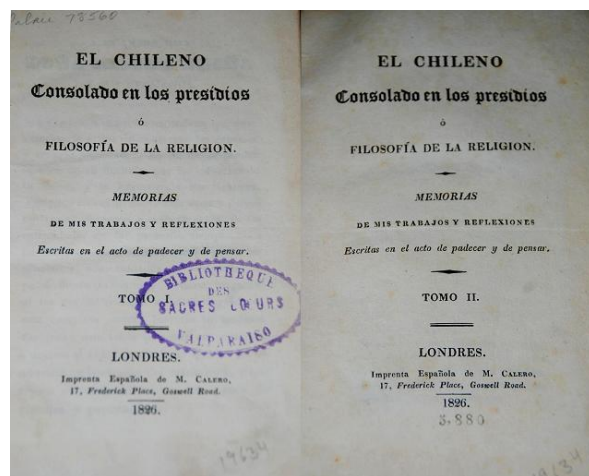 Palau 78560
EL CHILENO
Consolado en los presidios
ó
FILOSOFÍA DE LA RELIGION.
MEMORIAS
DE MIS TRABAJOS Y REFLEXIONES
Escritas en el acto de padecer y de pensar.
TOMO I.
BIBLIOTHEQUE
DES
SACRES CŒURS
VALPARAISO
LONDRES.
Imprenta Española de M. CALERO,
17, Frederick Place, Goswell Road.
1826.
19634
EL CHILENO
Consolado en los presidios
ó
FILOSOFÍA DE LA RELIGION.
MEMORIAS
DE MIS TRABAJOS Y REFLEXIONES
Escritas en el acto de padecer y de pensar.
TOMO II.
LONDRES.
Imprenta Española de M. CALERO,
17, Frederick Place, Goswell Road.
1826.
5,880
19634